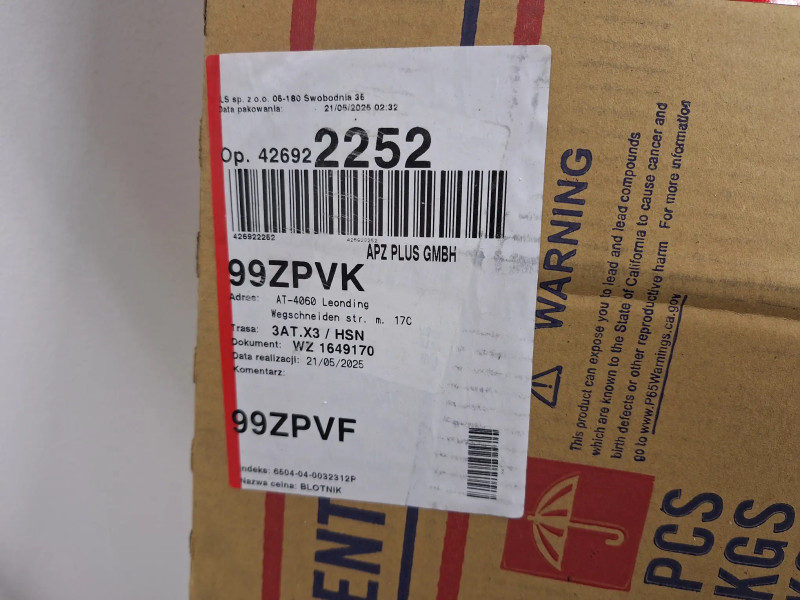 LS sp. z o.o. 05-180 Swobodnia 35
Data pakowania: 21/05/2025 02:32
Op. 42692 2252
426922252
426922252
APZ PLUS GMBH
99ZPVK
Adres: AT-4060 Leonding
Wegschneiden str. m. 17C
Trasa: 3AT.X3 / HSN
Dokument: WZ 1649170
Data realizacji: 21/05/2025
Komentarz:
99ZPVF
Indeks: 6504-04-0032312P
Nazwa celna: BLOTNIK
WARNING
This product can expose you to lead and lead compounds
which are known to the State of California to cause cancer and
birth defects or other reproductive harm For more information
go to www.P65Warnings.ca.gov
ENT
PCS
KGS